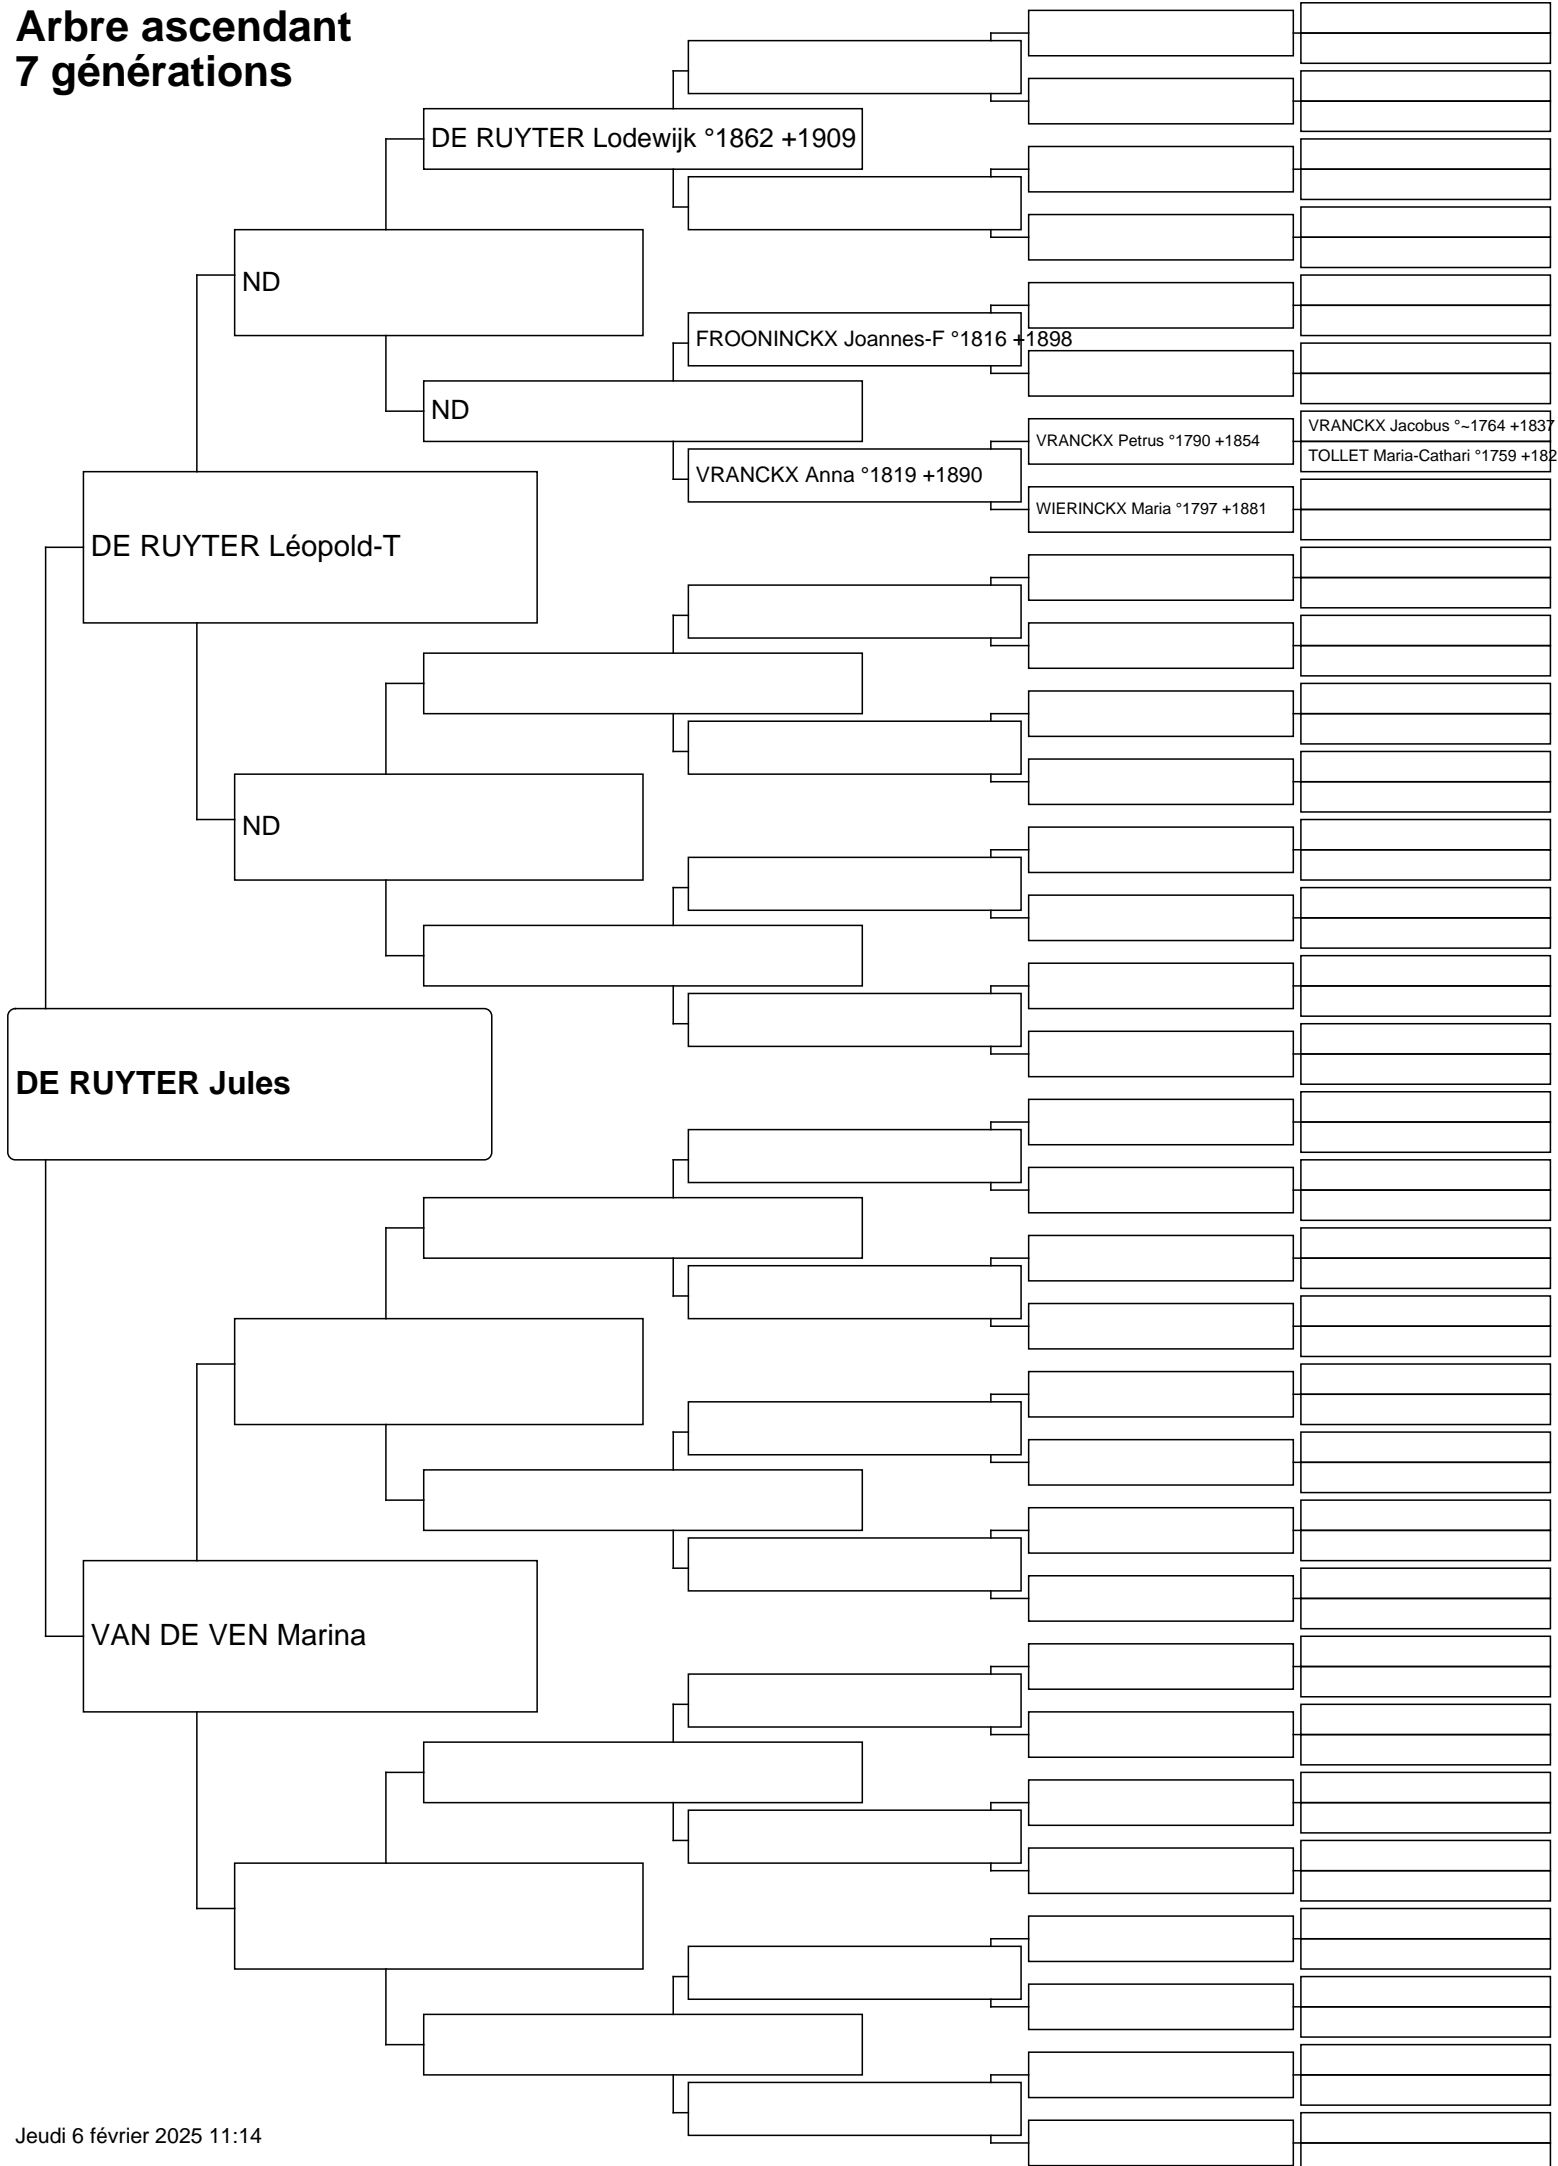 Arbre ascendant
7 générations
DE RUYTER Lodewijk °1862 +1909
ND
FROONINCKX Joannes-F °1816 +1898
ND
VRANCKX Jacobus °~1764 +1837
VRANCKX Petrus °1790 +1854
TOLLET Maria-Cathari °1759 +182
VRANCKX Anna °1819 +1890
WIERINCKX Maria °1797 +1881
DE RUYTER Léopold-T
ND
DE RUYTER Jules
VAN DE VEN Marina
Jeudi 6 février 2025 11:14